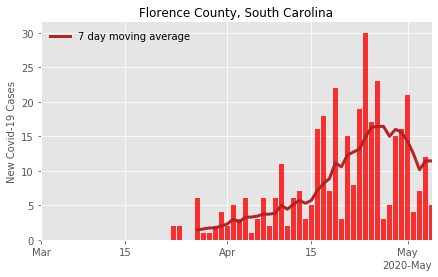 Florence County, South Carolina
7 day moving average
New Covid-19 Cases
30
25
20
15
10
5
0
Mar 15 Apr 15 May
2020-May